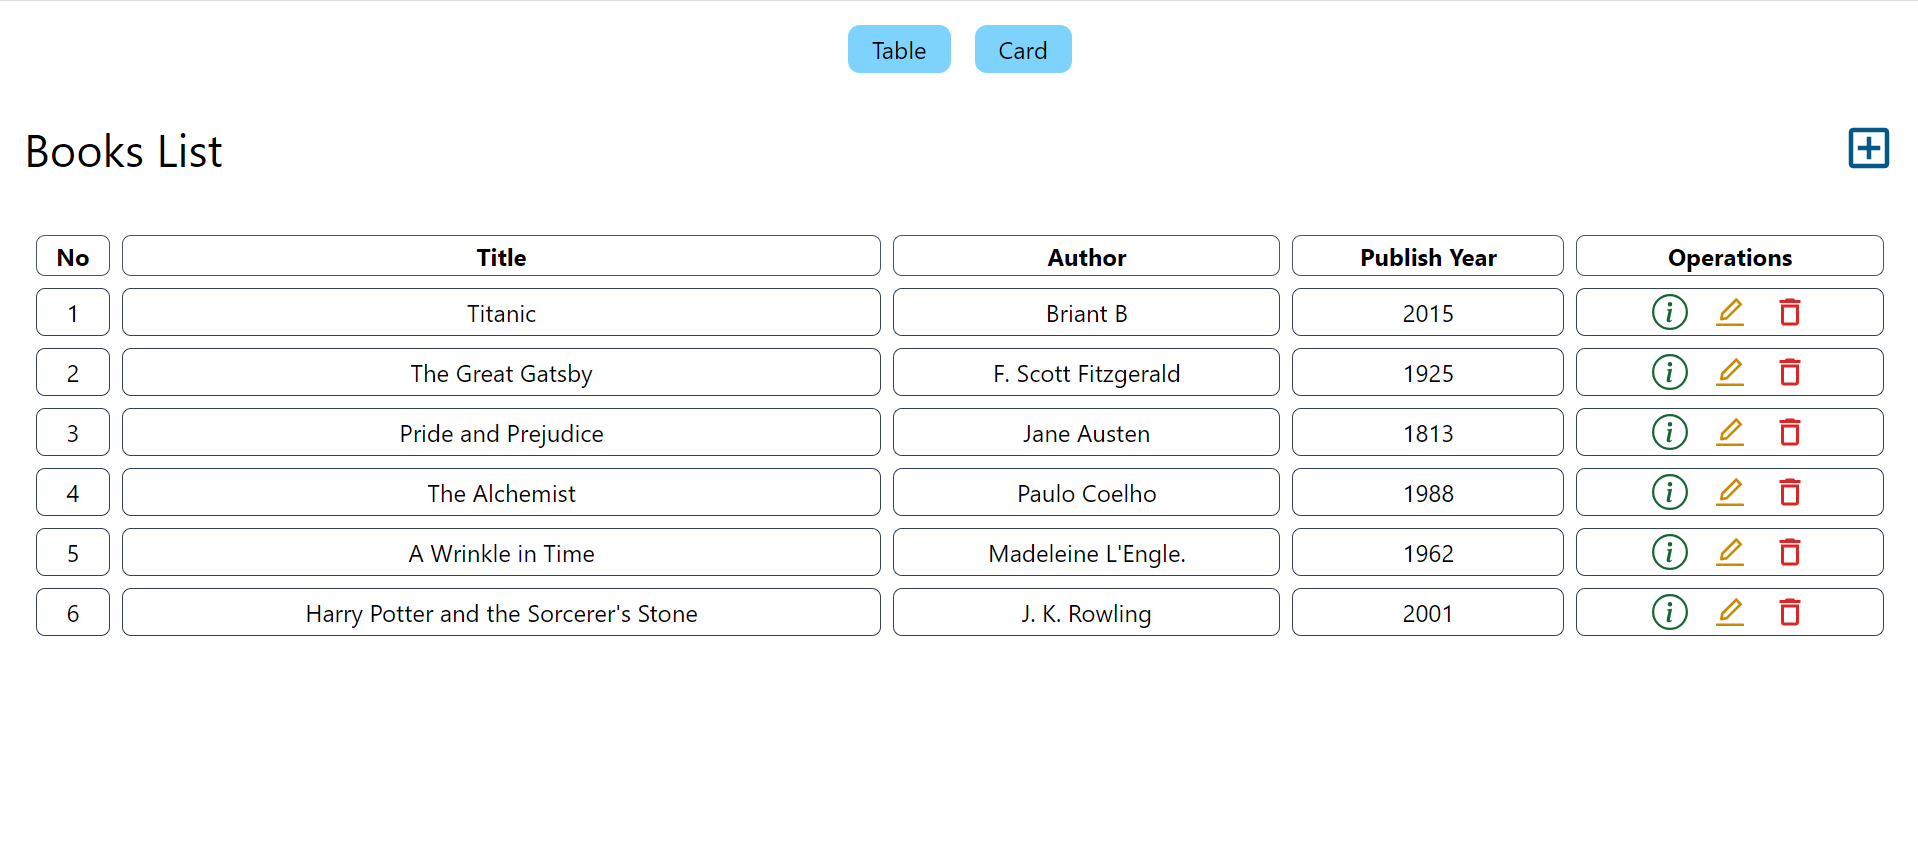 Table Card
Books List
No Title Author Publish Year Operations
1 Titanic Briant B 2015
2 The Great Gatsby F. Scott Fitzgerald 1925
3 Pride and Prejudice Jane Austen 1813
4 The Alchemist Paulo Coelho 1988
5 A Wrinkle in Time Madeleine L'Engle. 1962
6 Harry Potter and the Sorcerer's Stone J. K. Rowling 2001